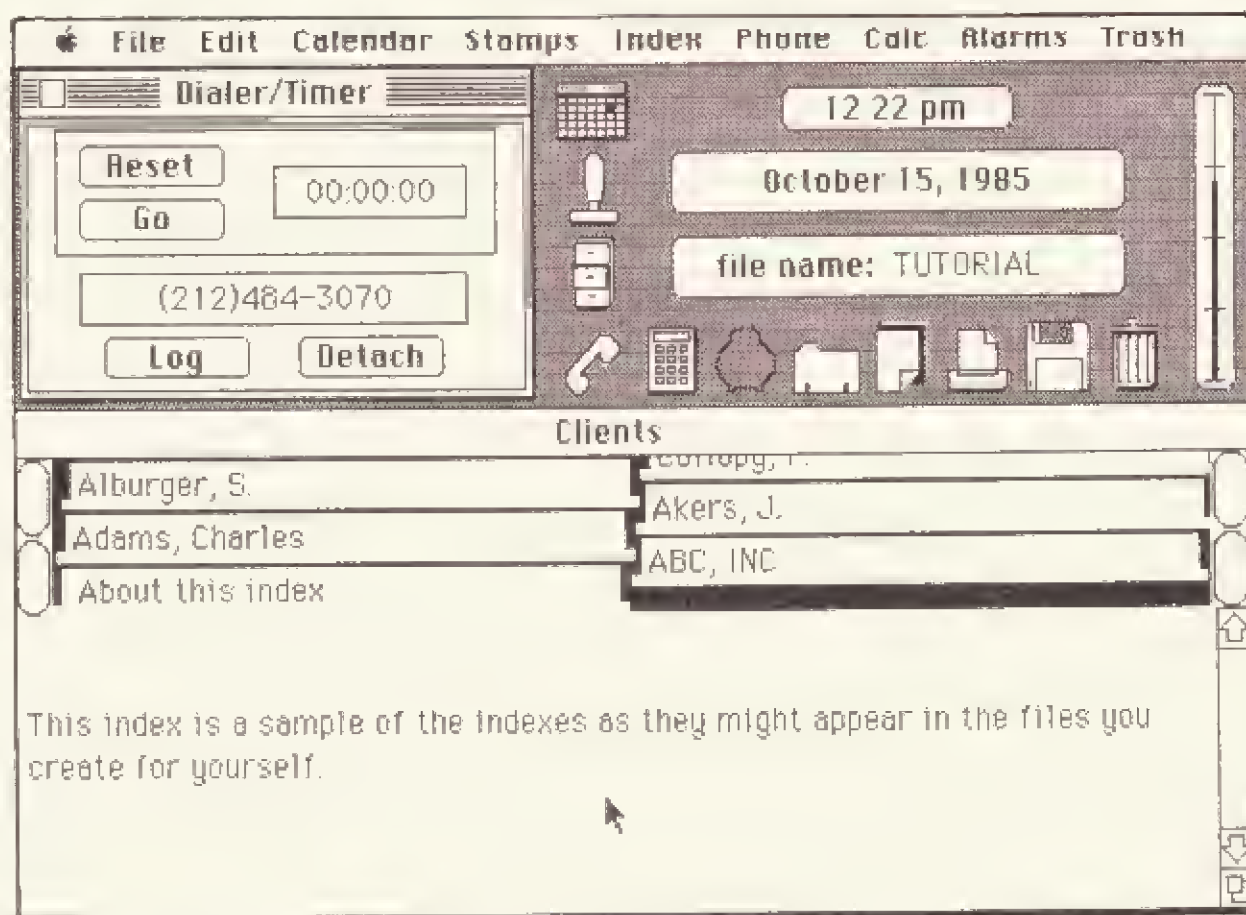 File Edit Calendar Stamps Index Phone Calc Alarms Trash
Dialer/Timer
Reset
00:00:00
Go
(212)484-3070
Log Detach
12 22 pm
October 15, 1985
file name: TUTORIAL
Clients
Alburger, S.
Akers, J.
Adams, Charles
ABC, INC
About this index
This index is a sample of the indexes as they might appear in the files you
create for yourself.